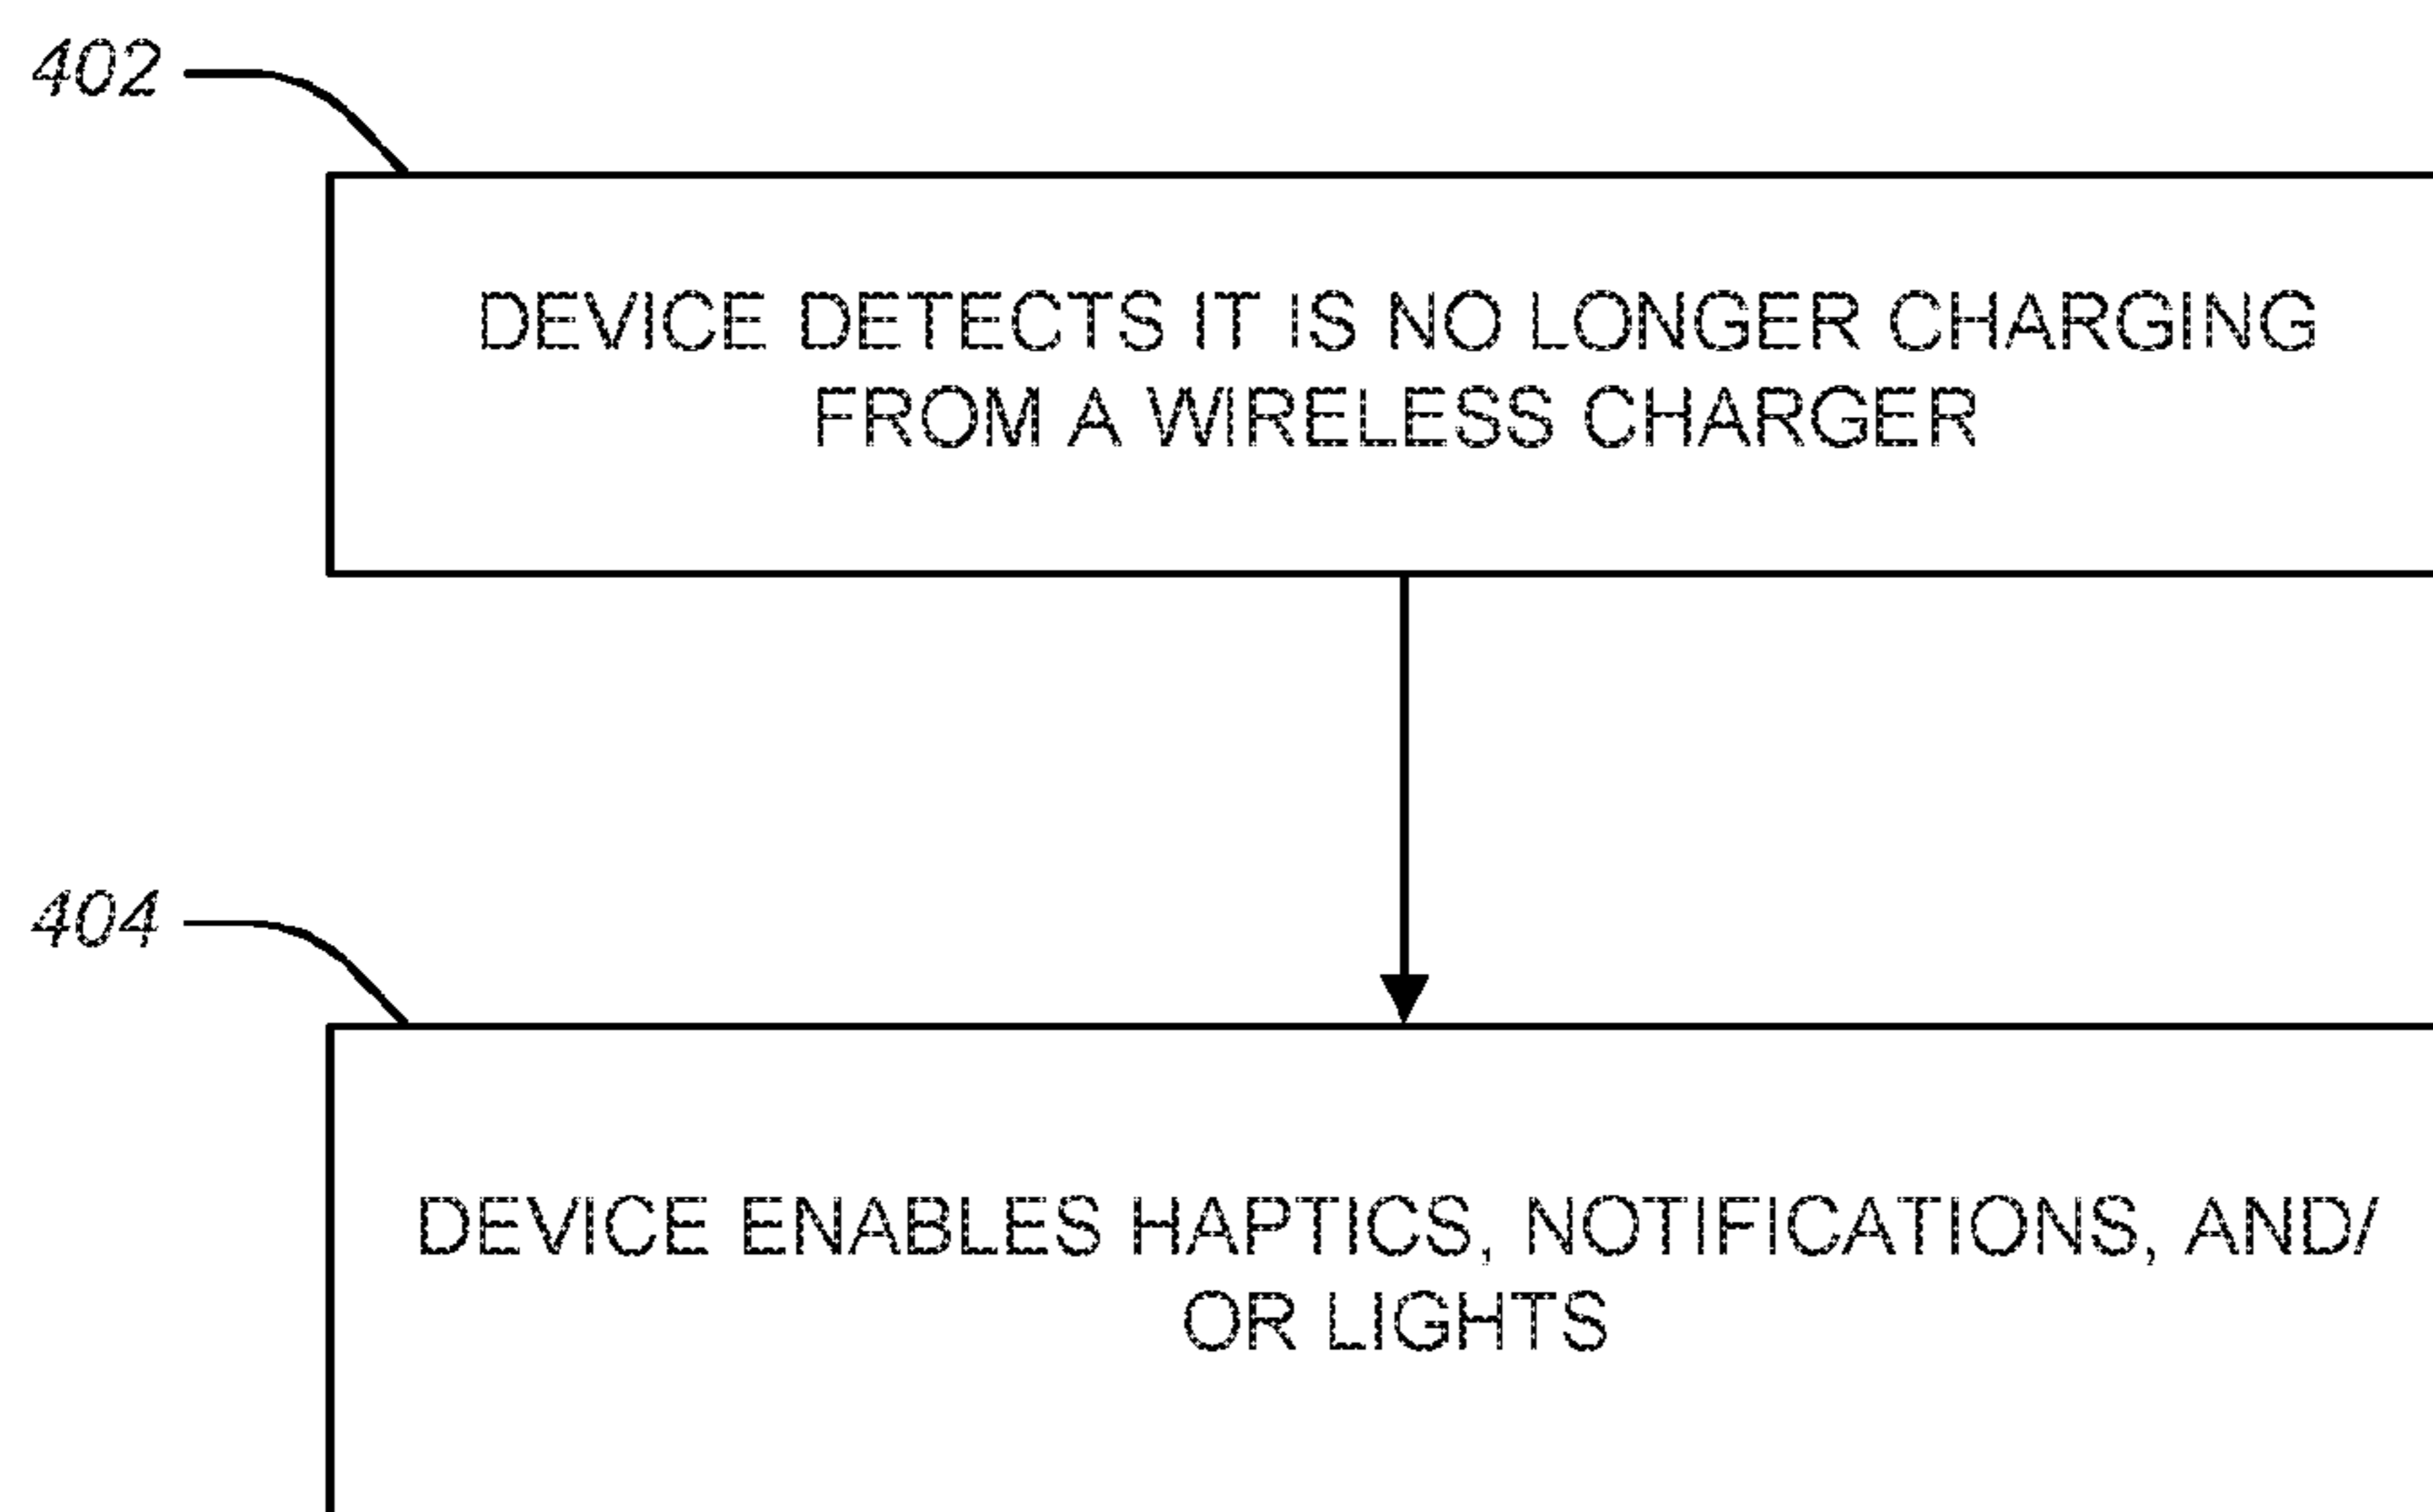 402
DEVICE DETECTS IT IS NO LONGER CHARGING
FROM A WIRELESS CHARGER
404
DEVICE ENABLES HAPTICS, NOTIFICATIONS, AND/
OR LIGHTS